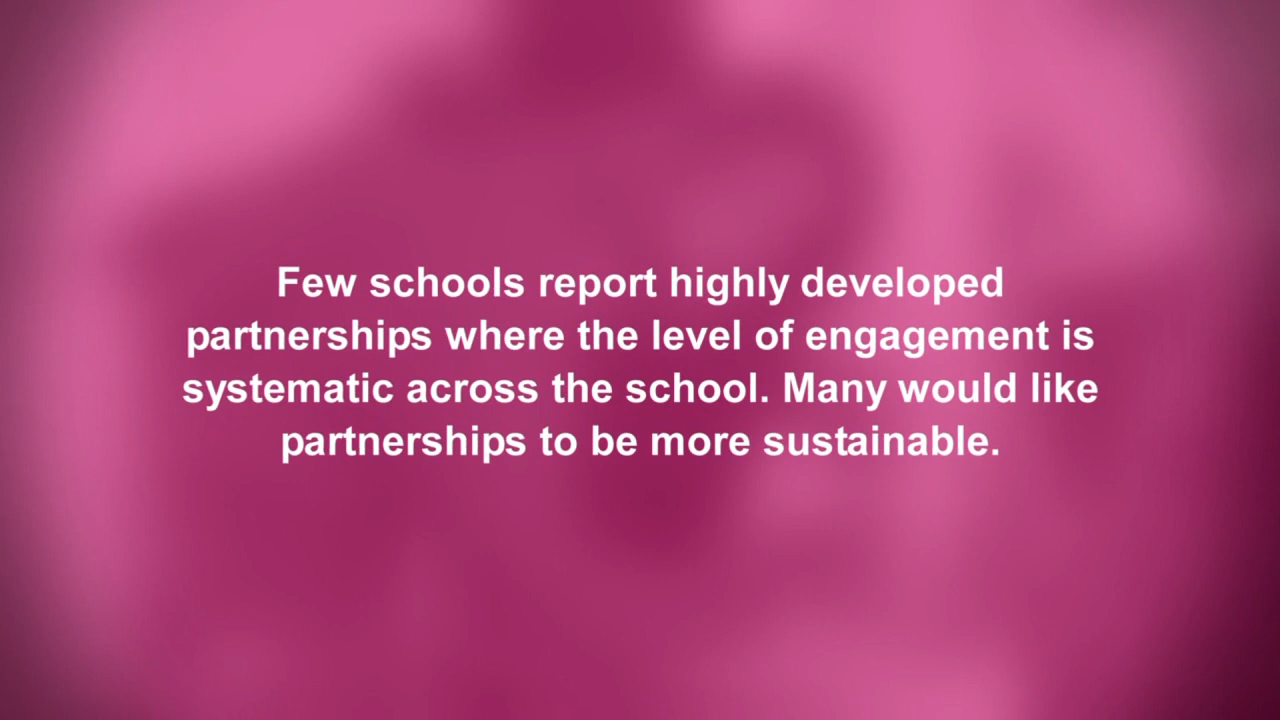 Few schools report highly developed
partnerships where the level of engagement is
systematic across the school. Many would like
partnerships to be more sustainable.